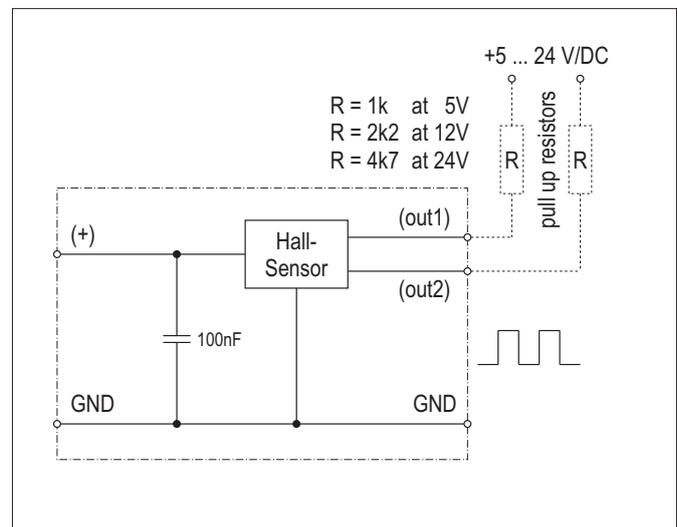 +5 ... 24 V/DC
R = 1k at 5V
R = 2k2 at 12V
R = 4k7 at 24V
R
pull up resistors
R
(+)
Hall-
Sensor
(out1)
(out2)
100nF
GND
GND